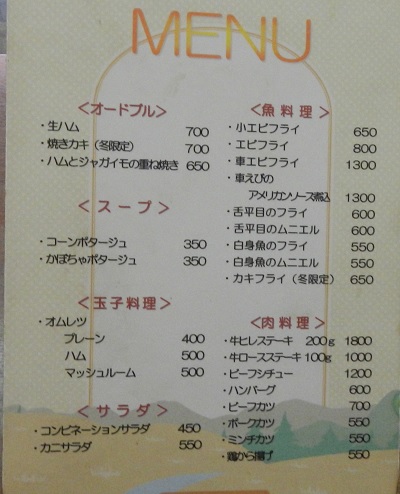 MENU
＜オードブル＞
・生ハム 700
・焼きカキ（冬限定） 700
・ハムとジャガイモの重ね焼き 650
＜スープ＞
・コーンポタージュ 350
・かぼちゃポタージュ 350
＜玉子料理＞
・オムレツ
プレーン 400
ハム 500
マッシュルーム 500
＜サラダ＞
・コンビネーションサラダ 450
・カニサラダ 550
＜魚料理＞
・小エビフライ 650
・エビフライ 800
・車エビフライ 1300
・車えびの
アメリカンソース煮込 1300
・舌平目のフライ 600
・舌平目のムニエル 600
・白身魚のフライ 550
・白身魚のムニエル 550
・カキフライ（冬限定） 650
＜肉料理＞
・牛ヒレステーキ 200g 1800
・牛ロースステーキ 100g 1000
・ビーフシチュー 1200
・ハンバーグ 600
・ビーフカツ 700
・ポークカツ 550
・ミンチカツ 550
・鶏から揚げ 550